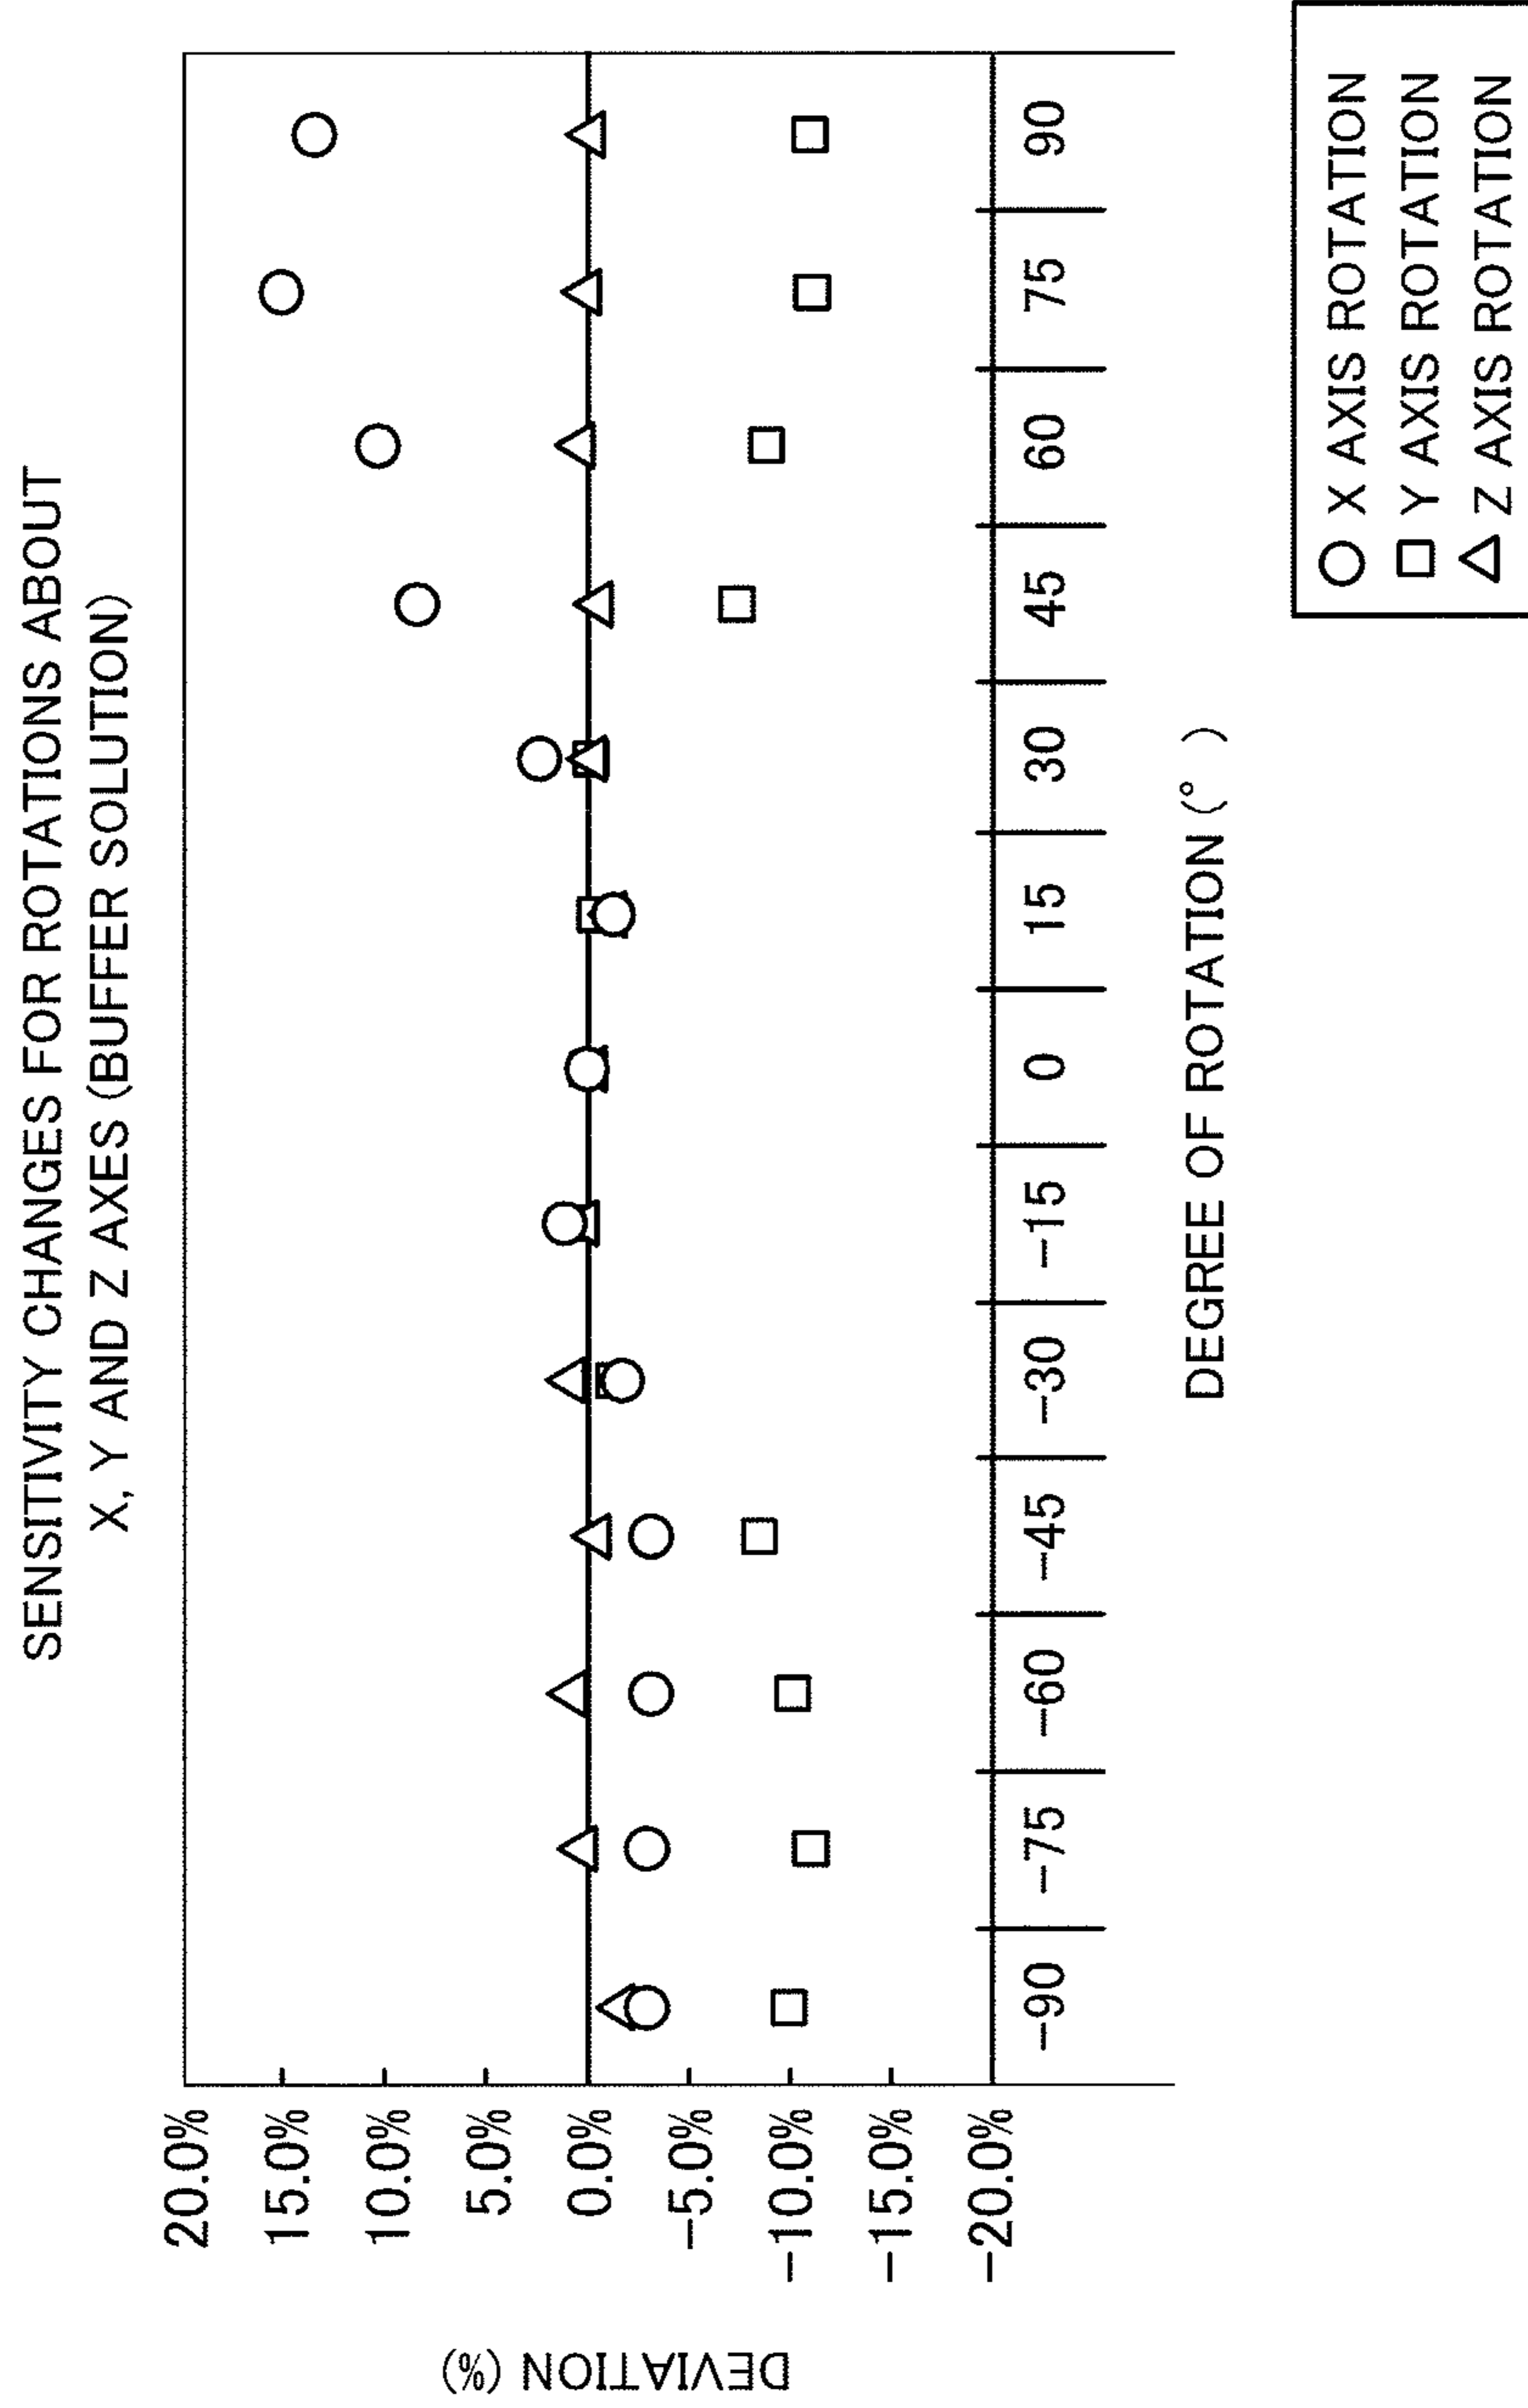 SENSITIVITY CHANGES FOR ROTATIONS ABOUT
X, Y AND Z AXES (BUFFER SOLUTION)
20.0%
15.0%
10.0%
5.0%
0.0%
−5.0%
−10.0%
−15.0%
−20.0%
DEVIATION (%)
−90 −75 −60 −45 −30 −15 0 15 30 45 60 75 90
DEGREE OF ROTATION (° )
X AXIS ROTATION
Y AXIS ROTATION
Z AXIS ROTATION